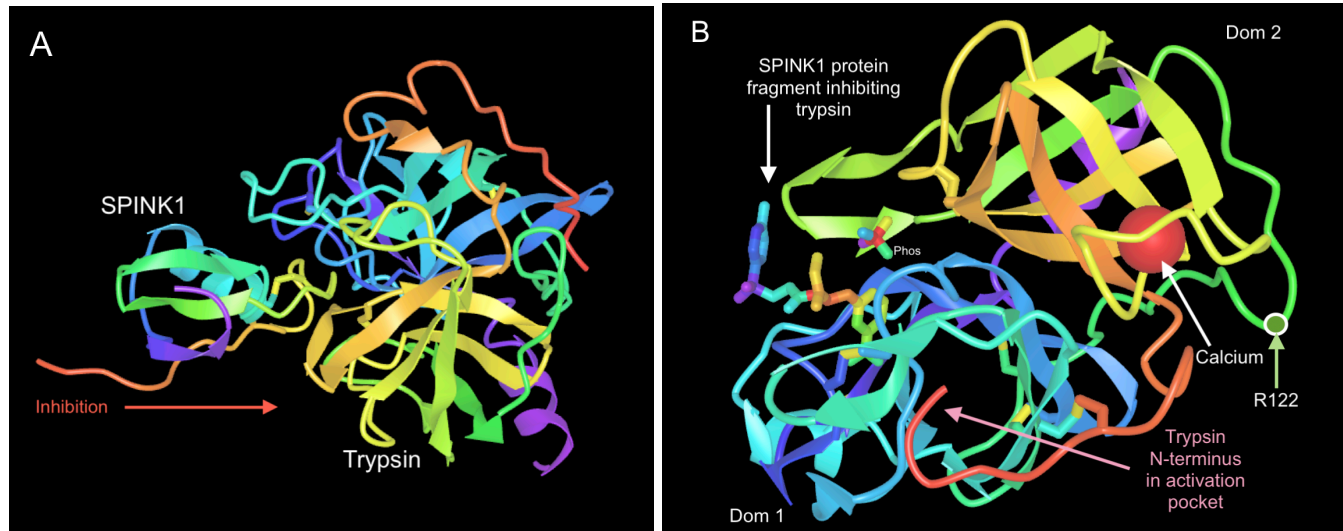 A
SPINK1
Inhibition
Trypsin
B
Dom 2
SPINK1 protein
fragment inhibiting
trypsin
Phos
Calcium
R122
Trypsin
N-terminus
in activation
pocket
Dom 1